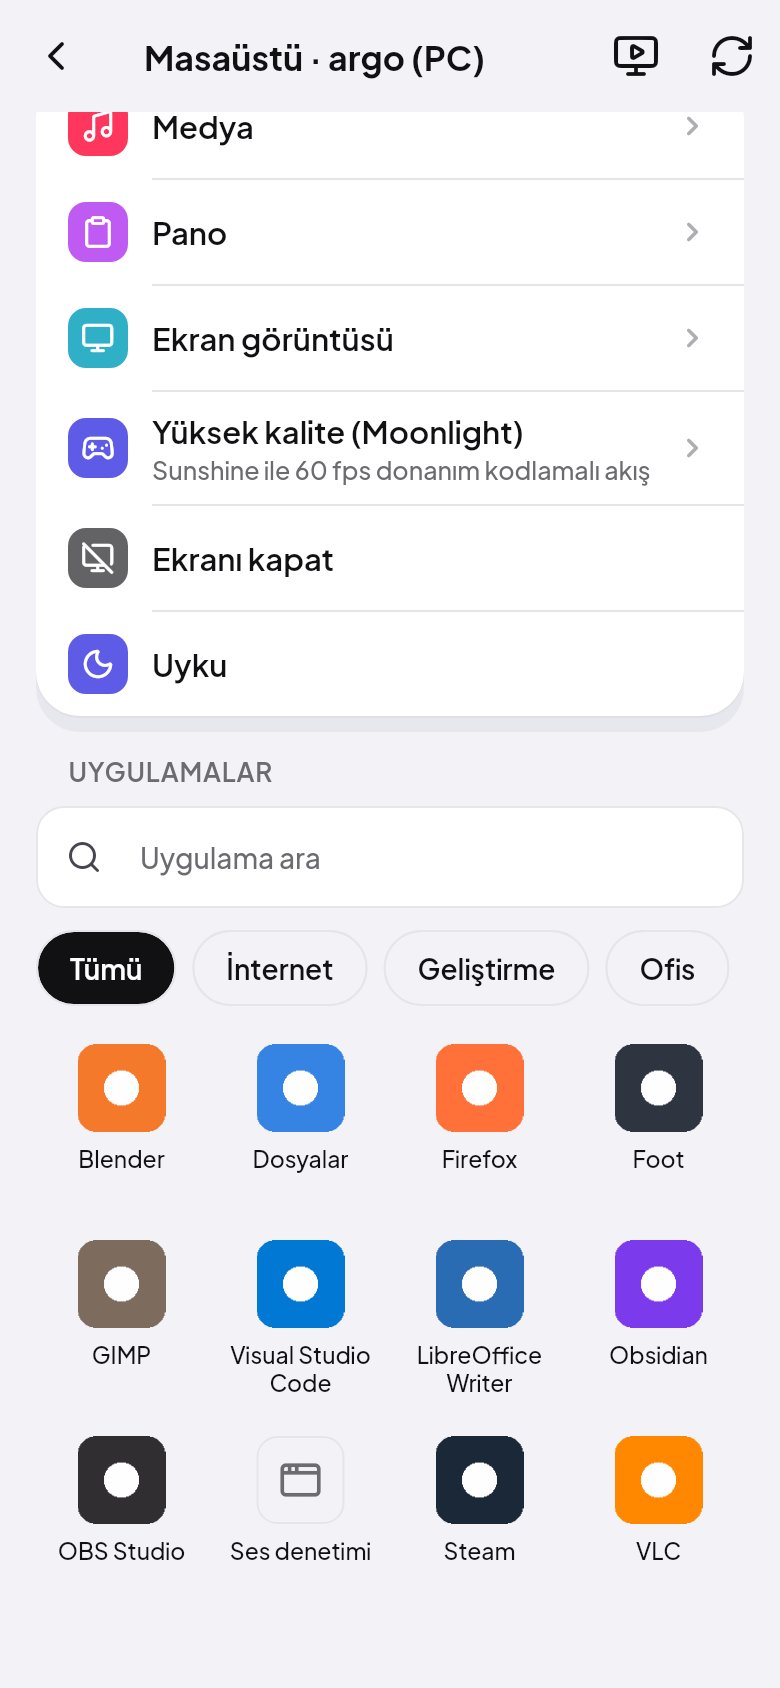 Masaüstü · argo (PC)
Medya
Pano
Ekran görüntüsü
Yüksek kalite (Moonlight)
Sunshine ile 60 fps donanım kodlamalı akış
Ekranı kapat
Uyku
UYGULAMALAR
Uygulama ara
Tümü İnternet Geliştirme Ofis
Blender Dosyalar Firefox Foot
GIMP Visual Studio Code LibreOffice Writer Obsidian
OBS Studio Ses denetimi Steam VLC